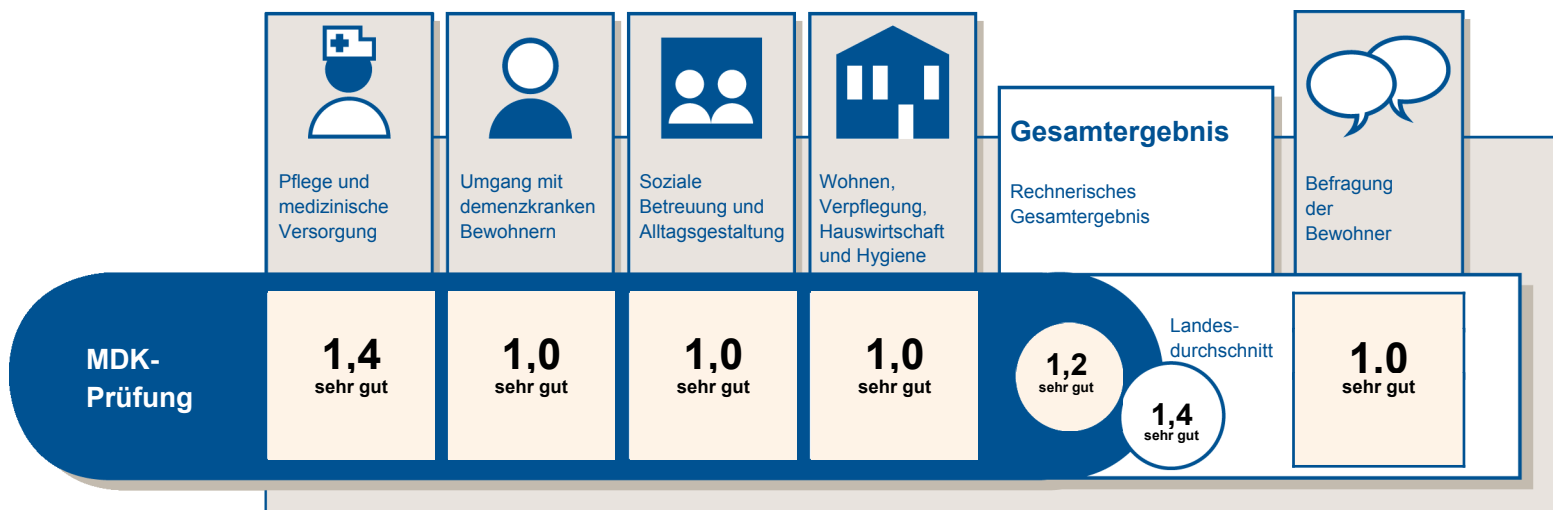 Pflege und
medizinische
Versorgung
Umgang mit
demenzkranken
Bewohnern
Soziale
Betreuung und
Alltagsgestaltung
Wohnen,
Verpflegung,
Hauswirtschaft
und Hygiene
Gesamtergebnis
Rechnerisches
Gesamtergebnis
Befragung
der
Bewohner
MDK-
Prüfung
1,4
sehr gut
1,0
sehr gut
1,0
sehr gut
1,0
sehr gut
1,2
sehr gut
Landes-
durchschnitt
1,4
sehr gut
1.0
sehr gut